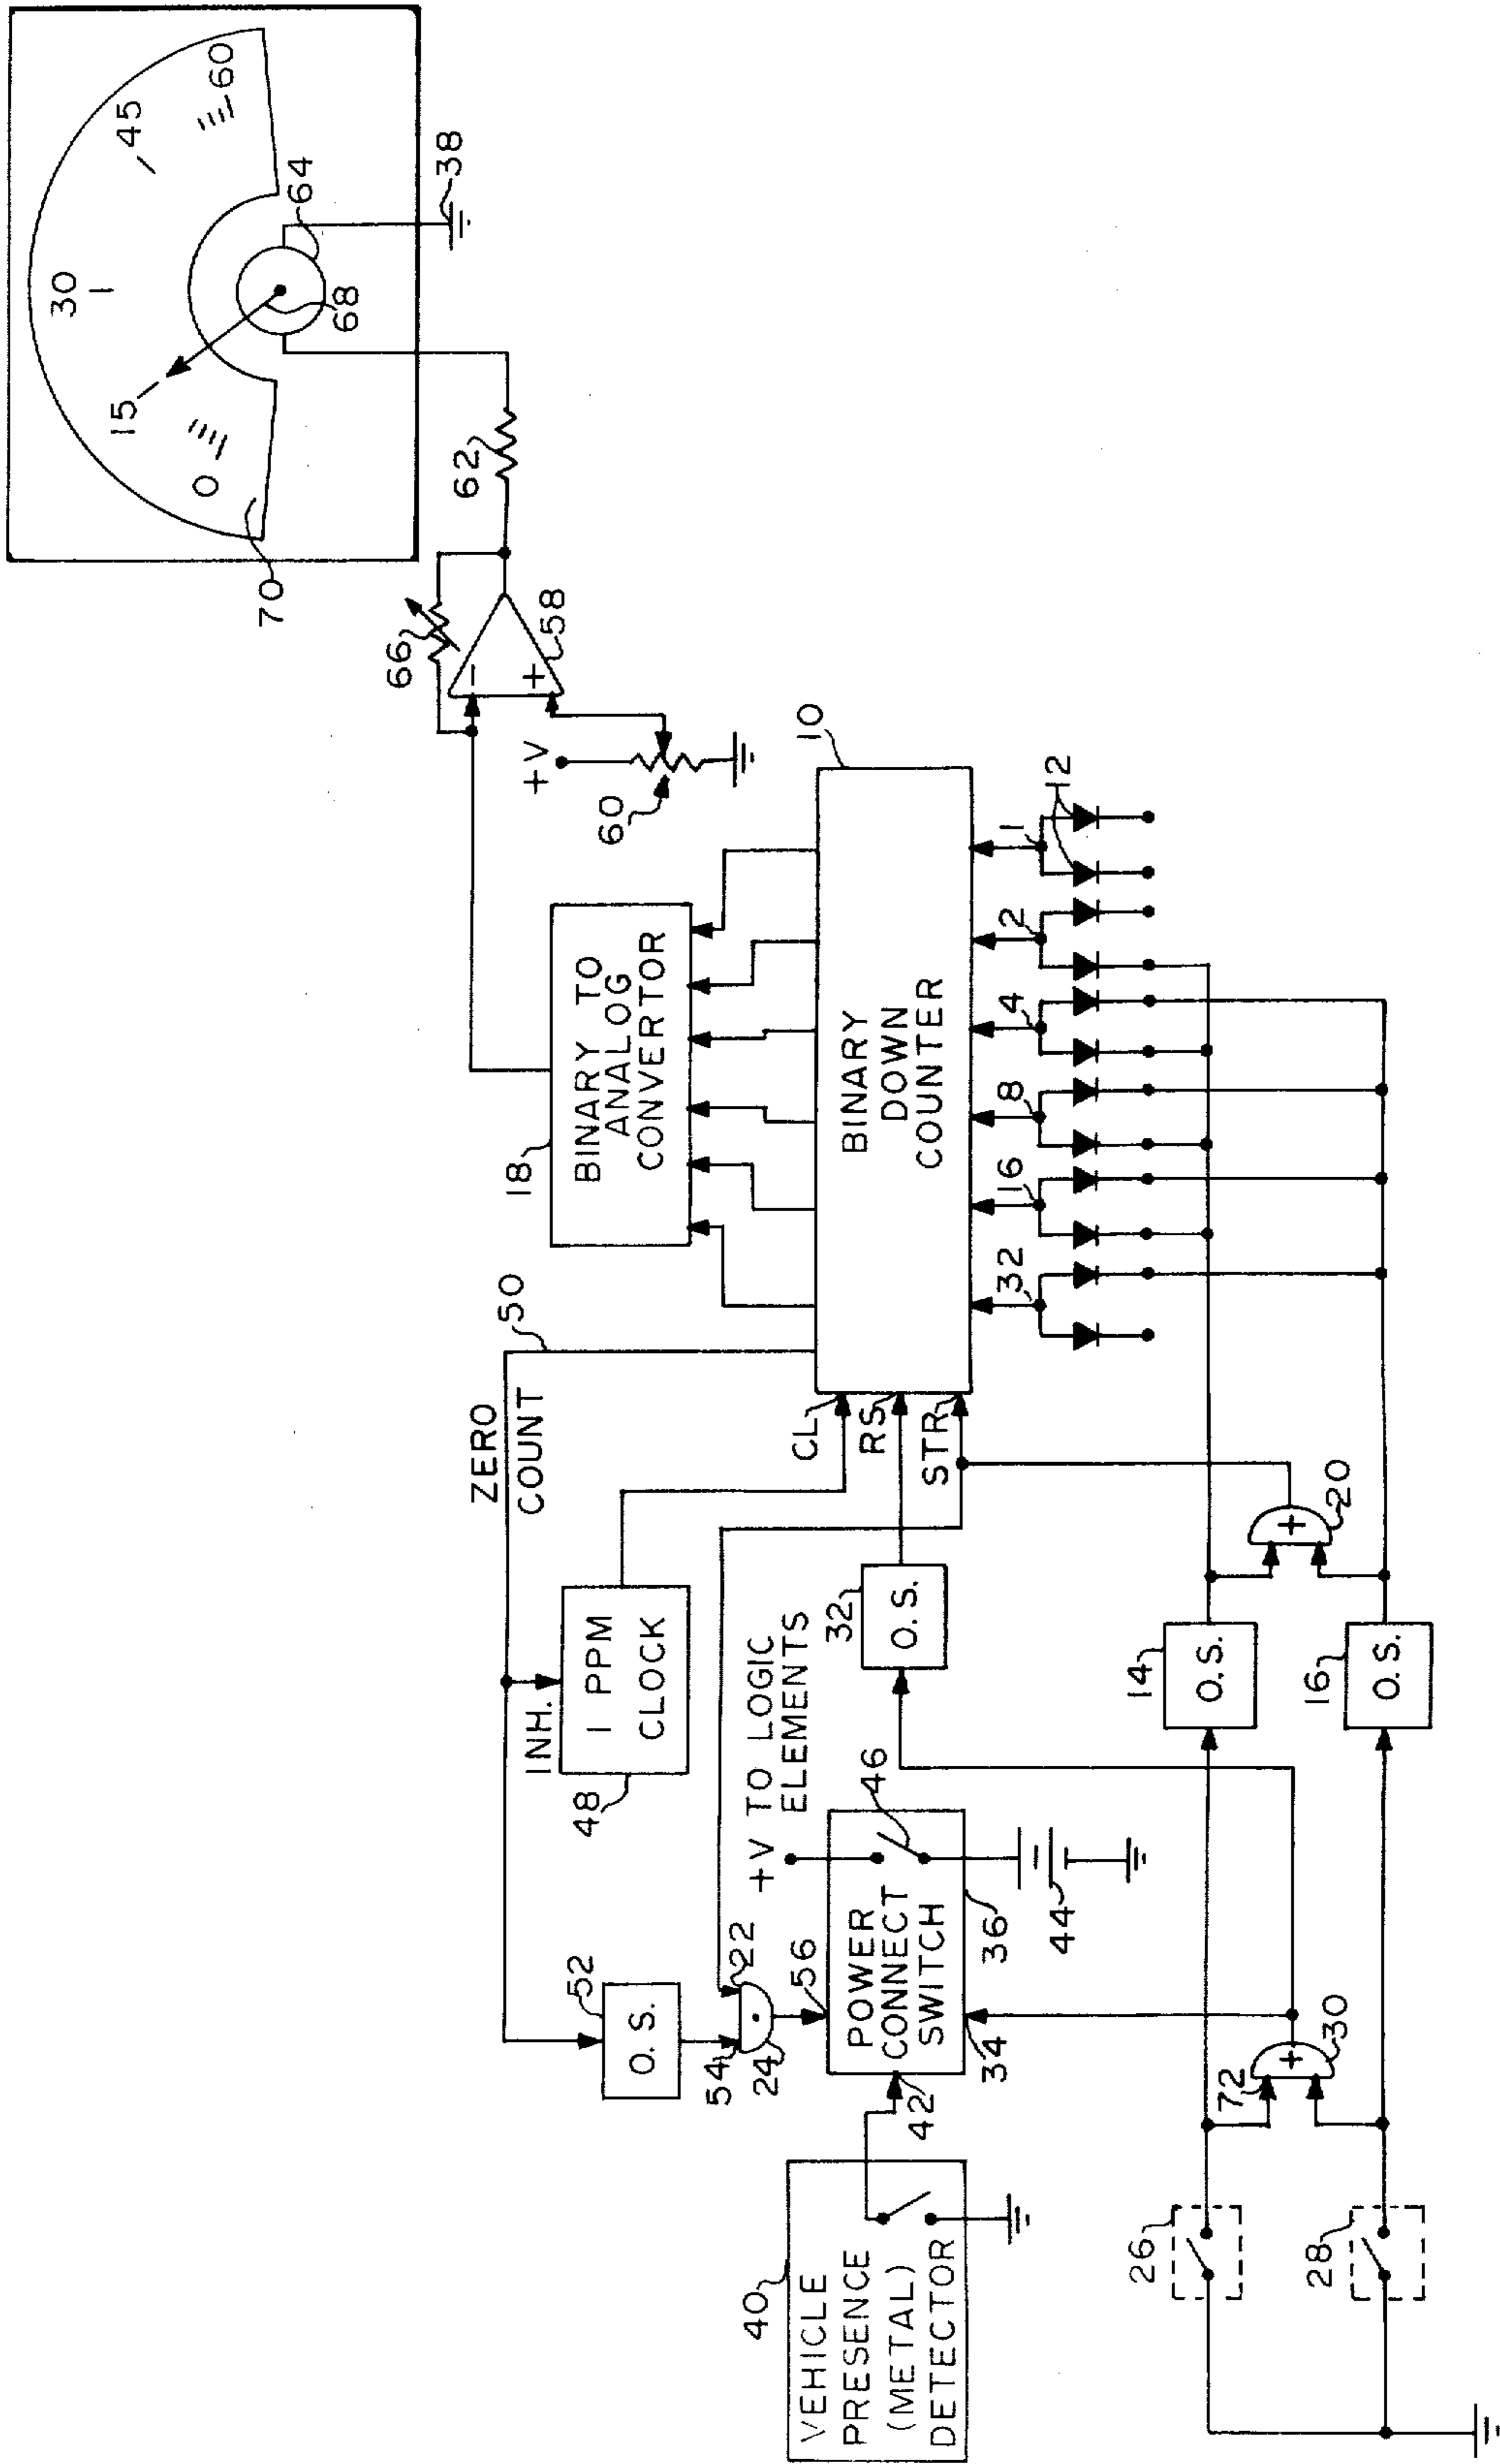 0
15
30
45
60
70
68
64
38
66
62
58
-
+
+V
60
18
BINARY TO
ANALOG
CONVERTOR
10
BINARY
DOWN
COUNTER
50
ZERO
COUNT
CL
RS
STR
32
16
8
4
2
1
12
INH.
1 PPM
CLOCK
48
52
O. S.
54
22
24
56
+V TO LOGIC
ELEMENTS
32
O. S.
46
POWER
CONNECT
SWITCH
36
44
42
34
40
VEHICLE
PRESENCE
(METAL)
DETECTOR
14
O. S.
16
O. S.
+
20
72
+
30
26
28